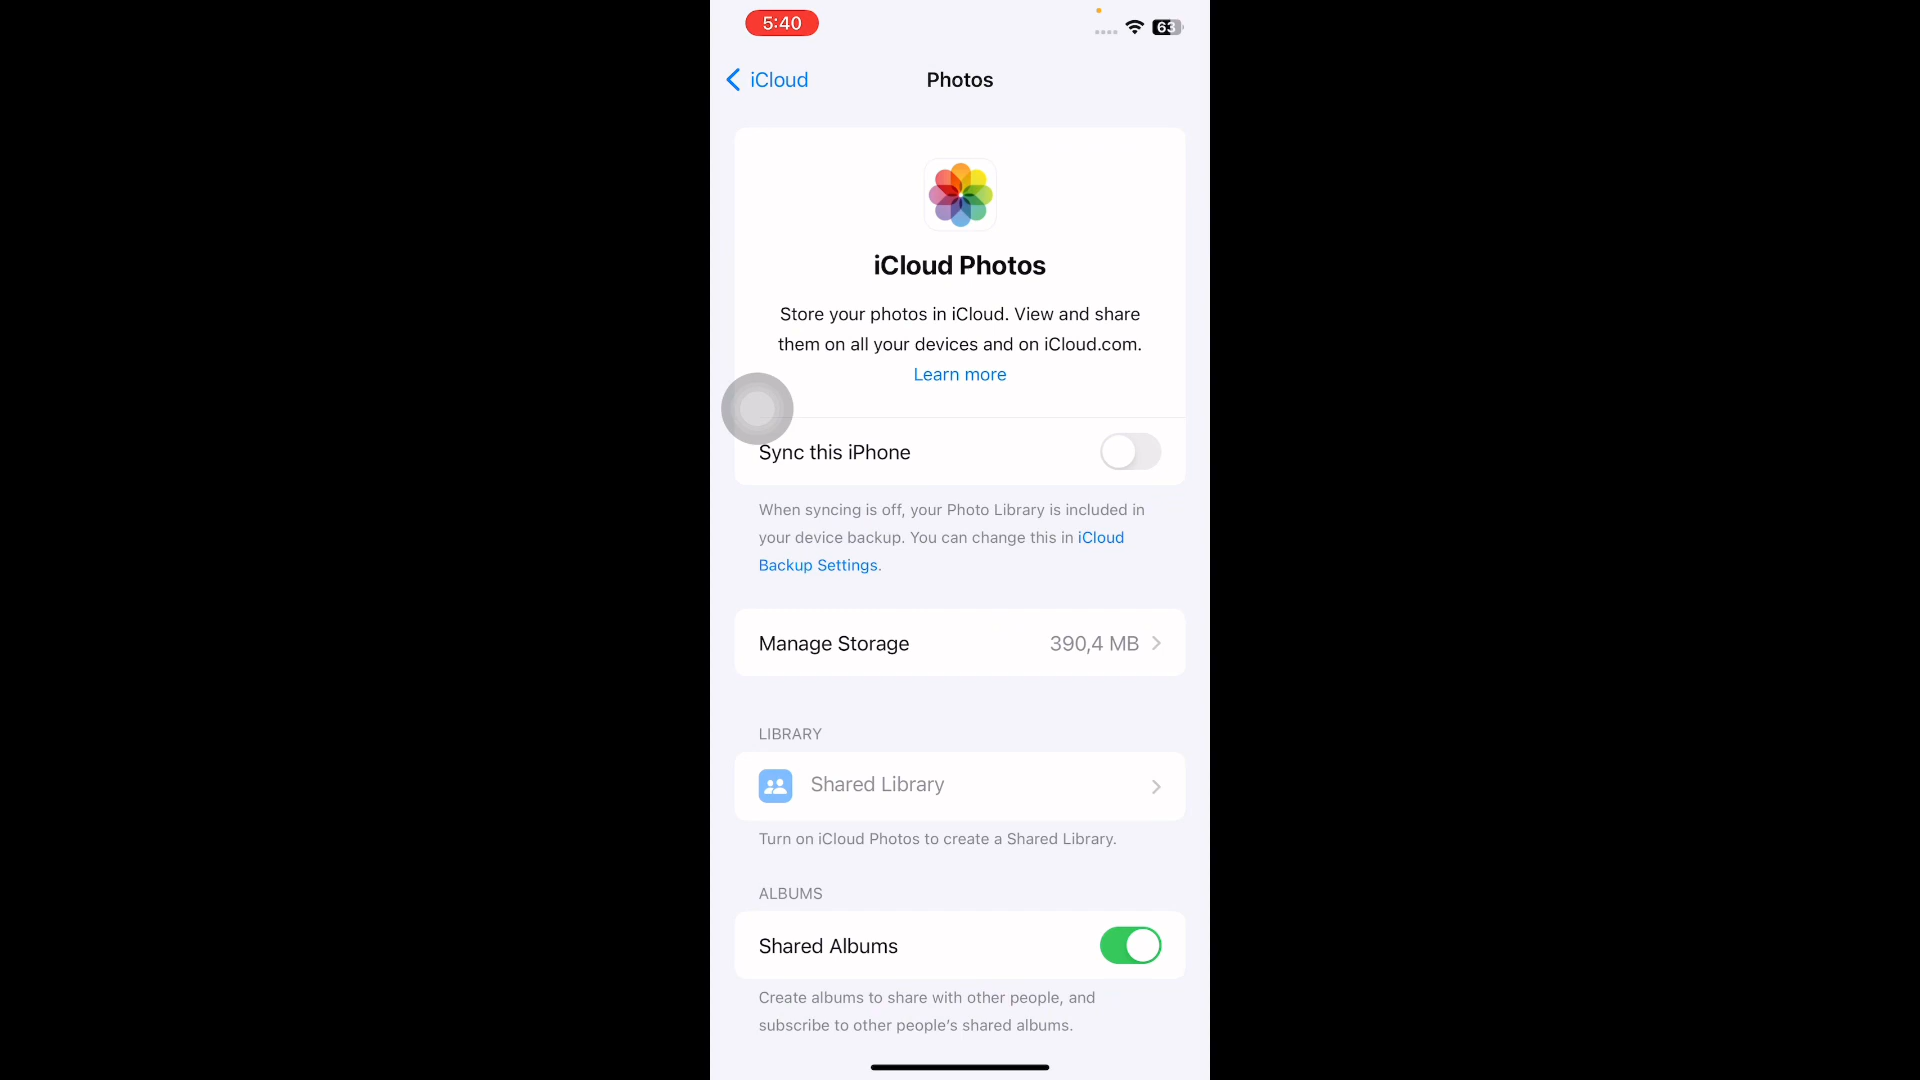 5:40
63
iCloud
Photos
iCloud Photos
Store your photos in iCloud. View and share
them on all your devices and on iCloud.com.
Learn more
Sync this iPhone
When syncing is off, your Photo Library is included in
your device backup. You can change this in iCloud
Backup Settings.
Manage Storage 390,4 MB
LIBRARY
Shared Library
Turn on iCloud Photos to create a Shared Library.
ALBUMS
Shared Albums
Create albums to share with other people, and
subscribe to other people’s shared albums.